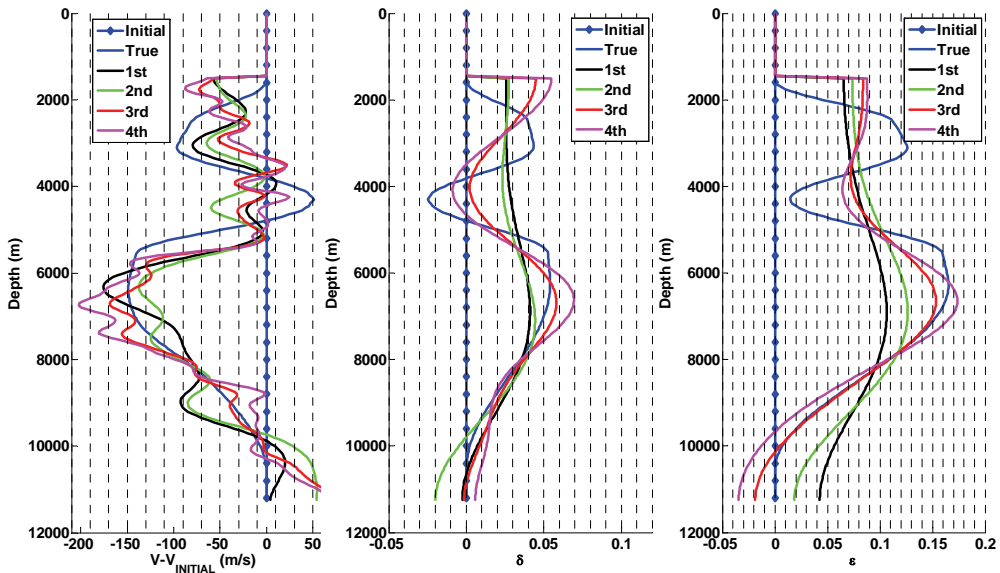 0
2000
4000
6000
8000
10000
12000
Depth (m)
-200 -150 -100 -50 0 50
V-VINITIAL (m/s)
Initial
True
1st
2nd
3rd
4th
0
2000
4000
6000
8000
10000
12000
Depth (m)
-0.05 0 0.05 0.1
δ
Initial
True
1st
2nd
3rd
4th
0
2000
4000
6000
8000
10000
12000
Depth (m)
-0.05 0 0.05 0.1 0.15 0.2
ε
Initial
True
1st
2nd
3rd
4th